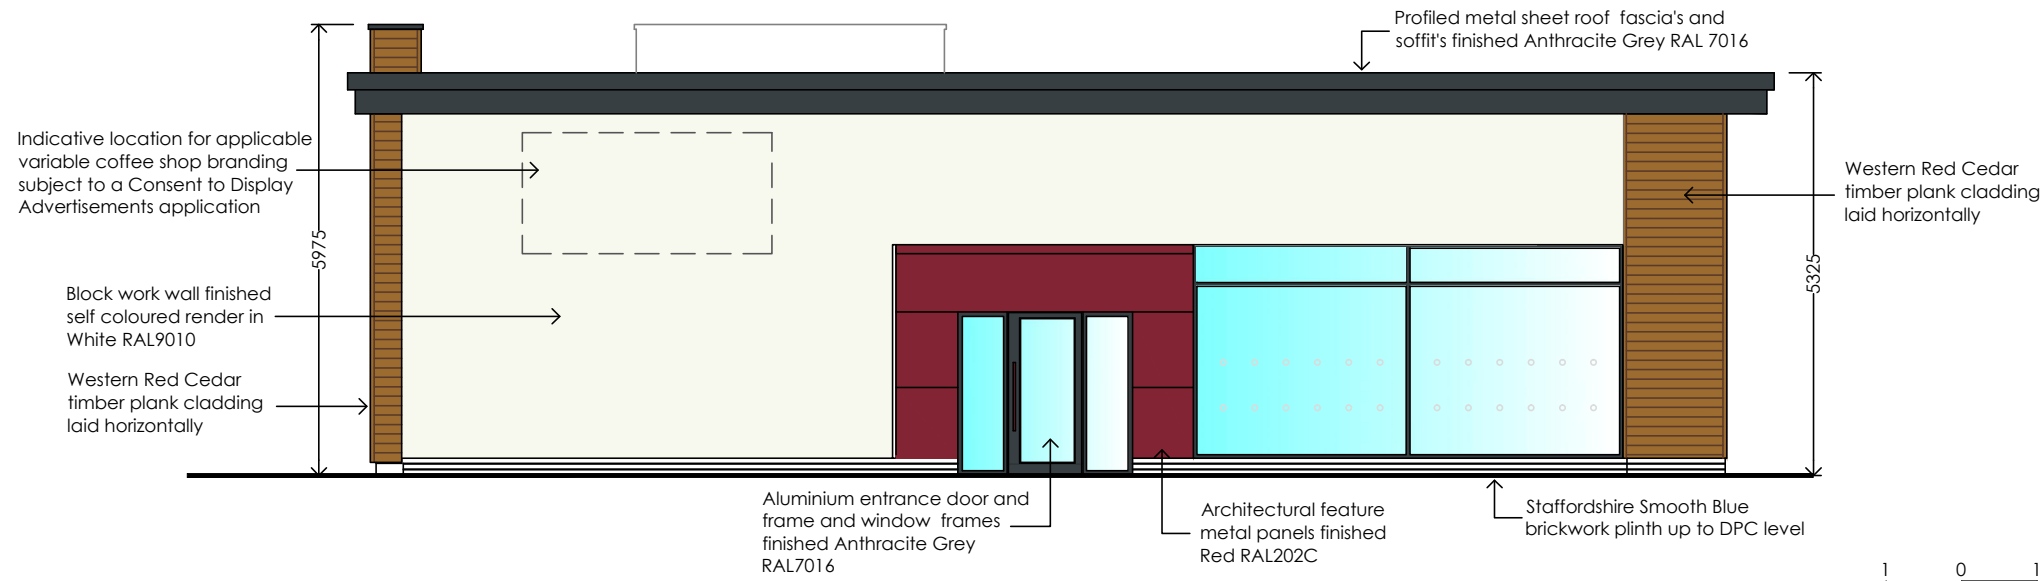 Profiled metal sheet roof fascia's and
soffit's finished Anthracite Grey RAL 7016
Indicative location for applicable
variable coffee shop branding
subject to a Consent to Display
Advertisements application
Western Red Cedar
timber plank cladding
laid horizontally
5975
5325
Block work wall finished
self coloured render in
White RAL9010
Western Red Cedar
timber plank cladding
laid horizontally
Aluminium entrance door and
frame and window frames
finished Anthracite Grey
RAL7016
Architectural feature
metal panels finished
Red RAL202C
Staffordshire Smooth Blue
brickwork plinth up to DPC level
1 0 1